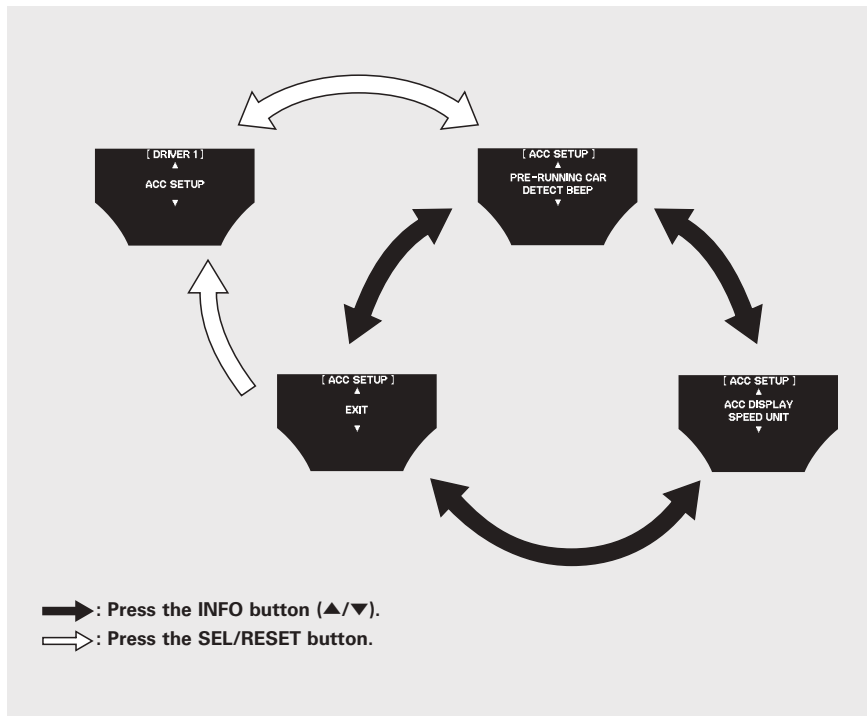 [ DRIVER 1 ]
▲
ACC SETUP
▼
[ ACC SETUP ]
▲
PRE-RUNNING CAR
DETECT BEEP
▼
[ ACC SETUP ]
▲
EXIT
▼
[ ACC SETUP ]
▲
ACC DISPLAY
SPEED UNIT
▼
: Press the INFO button (▲/▼).
: Press the SEL/RESET button.